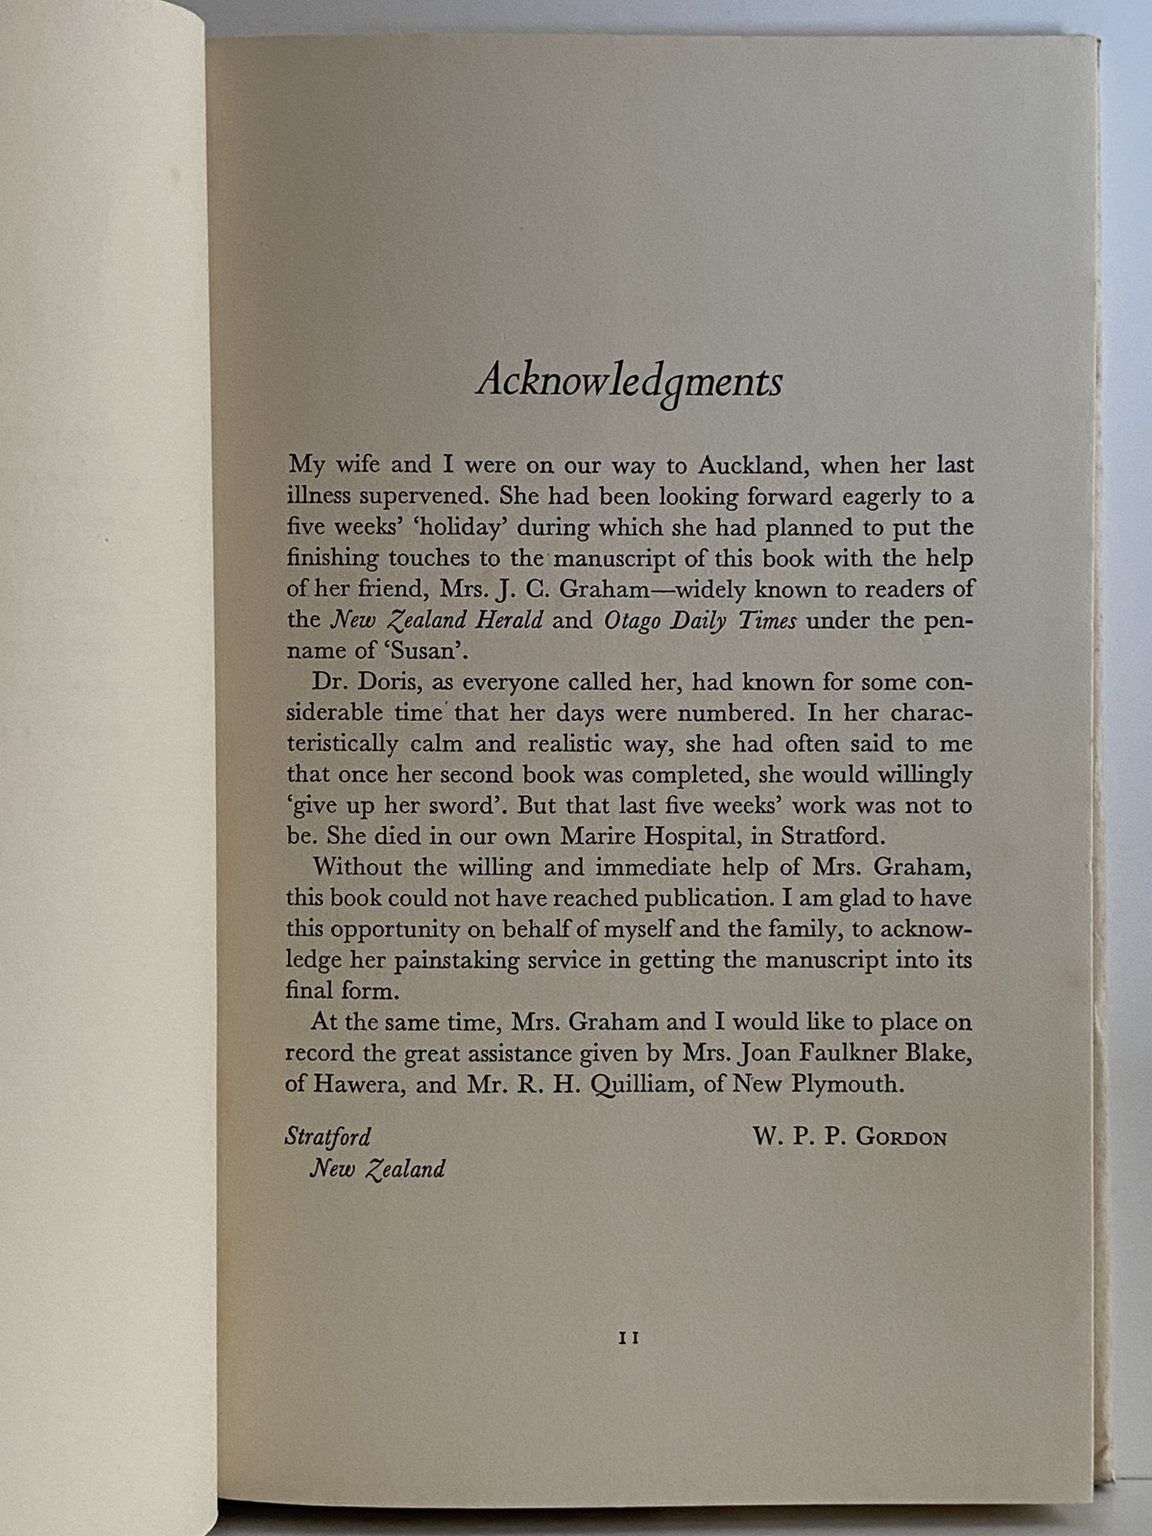 Acknowledgments
My wife and I were on our way to Auckland, when her last
illness supervened. She had been looking forward eagerly to a
five weeks’ ‘holiday’ during which she had planned to put the
finishing touches to the manuscript of this book with the help
of her friend, Mrs. J. C. Graham—widely known to readers of
the New Zealand Herald and Otago Daily Times under the pen-
name of ‘Susan’.
Dr. Doris, as everyone called her, had known for some con-
siderable time that her days were numbered. In her charac-
teristically calm and realistic way, she had often said to me
that once her second book was completed, she would willingly
‘give up her sword’. But that last five weeks’ work was not to
be. She died in our own Marire Hospital, in Stratford.
Without the willing and immediate help of Mrs. Graham,
this book could not have reached publication. I am glad to have
this opportunity on behalf of myself and the family, to acknow-
ledge her painstaking service in getting the manuscript into its
final form.
At the same time, Mrs. Graham and I would like to place on
record the great assistance given by Mrs. Joan Faulkner Blake,
of Hawera, and Mr. R. H. Quilliam, of New Plymouth.
Stratford W. P. P. GORDON
New Zealand
11